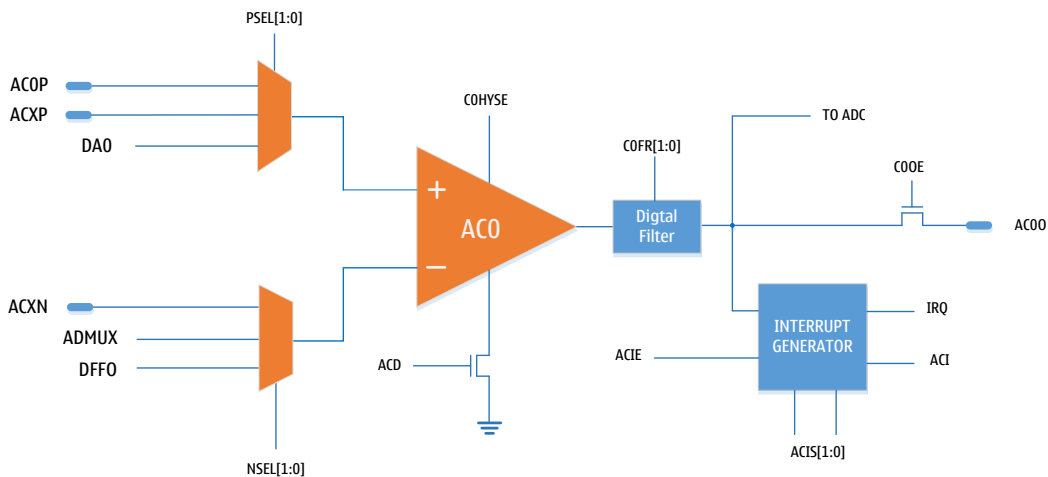 PSEL[1:0]
AC0P
ACXP
DA0
C0HYSE
+
AC0
−
C0FR[1:0]
Digtal
Filter
TO ADC
C0OE
AC0O
ACXN
ADMUX
DFFO
NSEL[1:0]
ACD
ACIE
INTERRUPT
GENERATOR
IRQ
ACI
ACIS[1:0]